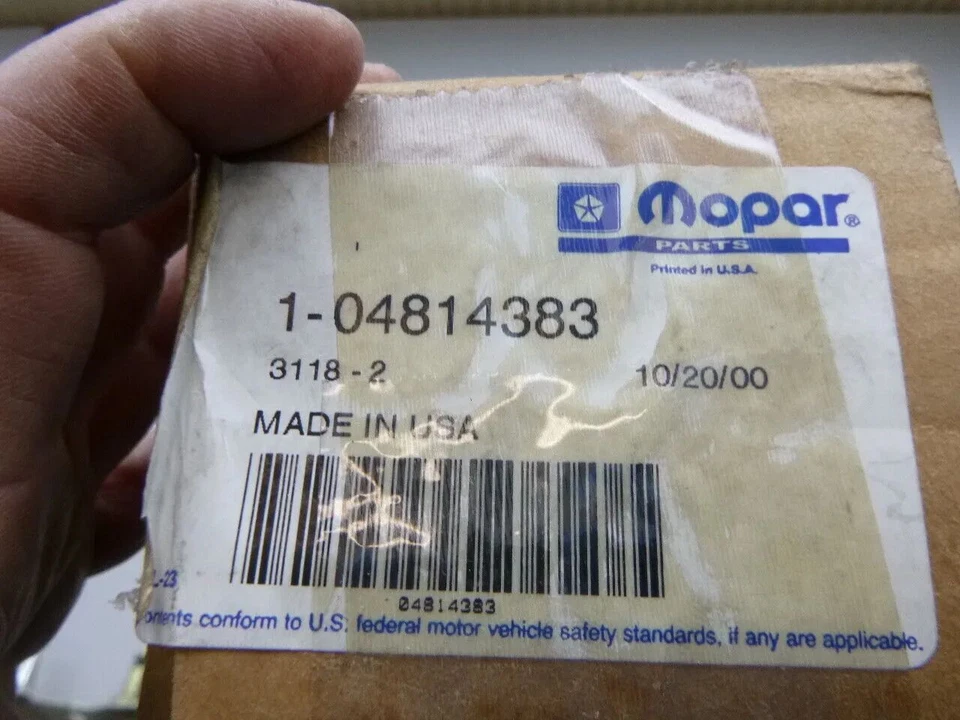 Mopar®
PARTS
Printed in U.S.A.
1-04814383
3118-2 10/20/00
MADE IN USA
04814383
L-23
conform to U.S. federal motor vehicle safety standards, if any are applicable.